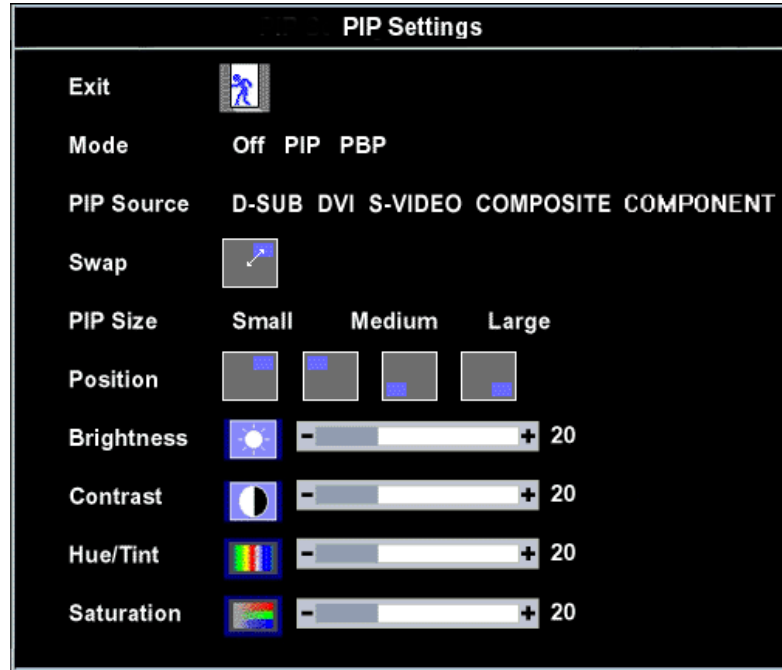 PIP Settings
Exit
Mode Off PIP PBP
PIP Source D-SUB DVI S-VIDEO COMPOSITE COMPONENT
Swap
PIP Size Small Medium Large
Position
Brightness - + 20
Contrast - + 20
Hue/Tint - + 20
Saturation - + 20